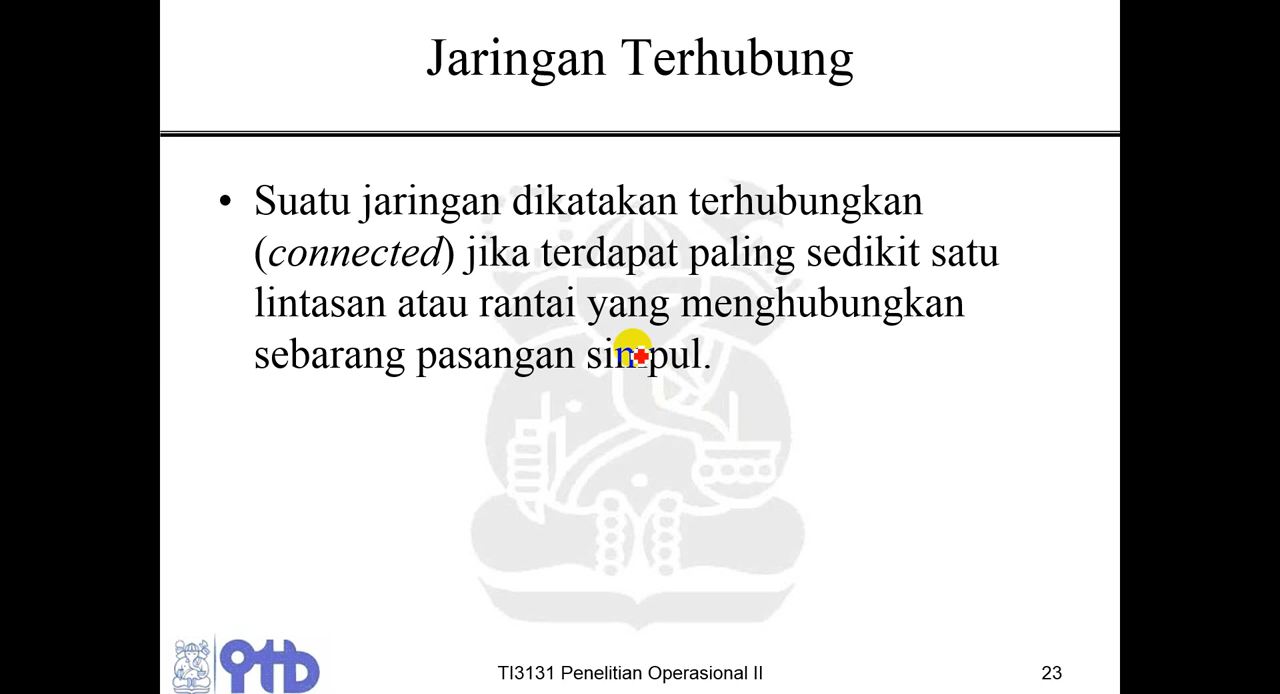 Jaringan Terhubung
• Suatu jaringan dikatakan terhubungkan
(connected) jika terdapat paling sedikit satu
lintasan atau rantai yang menghubungkan
sebarang pasangan simpul.
itb
TI3131 Penelitian Operasional II
23